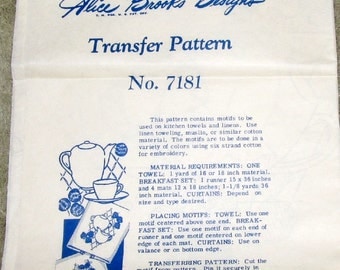 Alice Brooks Designs
Transfer Pattern
No. 7181
This pattern contains motifs to be
used on kitchen towels and linens. Use
linen toweling, muslin, or similar cotton
material. The motifs are to be done in a
variety of colors using six strand cotton
for embroidery.
MATERIAL REQUIREMENTS: ONE
TOWEL: 1 yard of 16 or 18 inch material.
BREAKFAST SET: 1 runner 12 x 36 inches
and 4 mats 12 x 18 inches; 1-1/8 yards 36
inch material. CURTAINS: Depend on
size and type desired.
PLACING MOTIFS: TOWEL: Use
one centered above one end. BREAK-
FAST SET: Use one motif on each end of
runner and one motif centered on lower
edge of each mat. CURTAINS: Use on
valance or on bottom edge.
TRANSFERRING PATTERN: Cut the
motif from pattern. Pin it securely